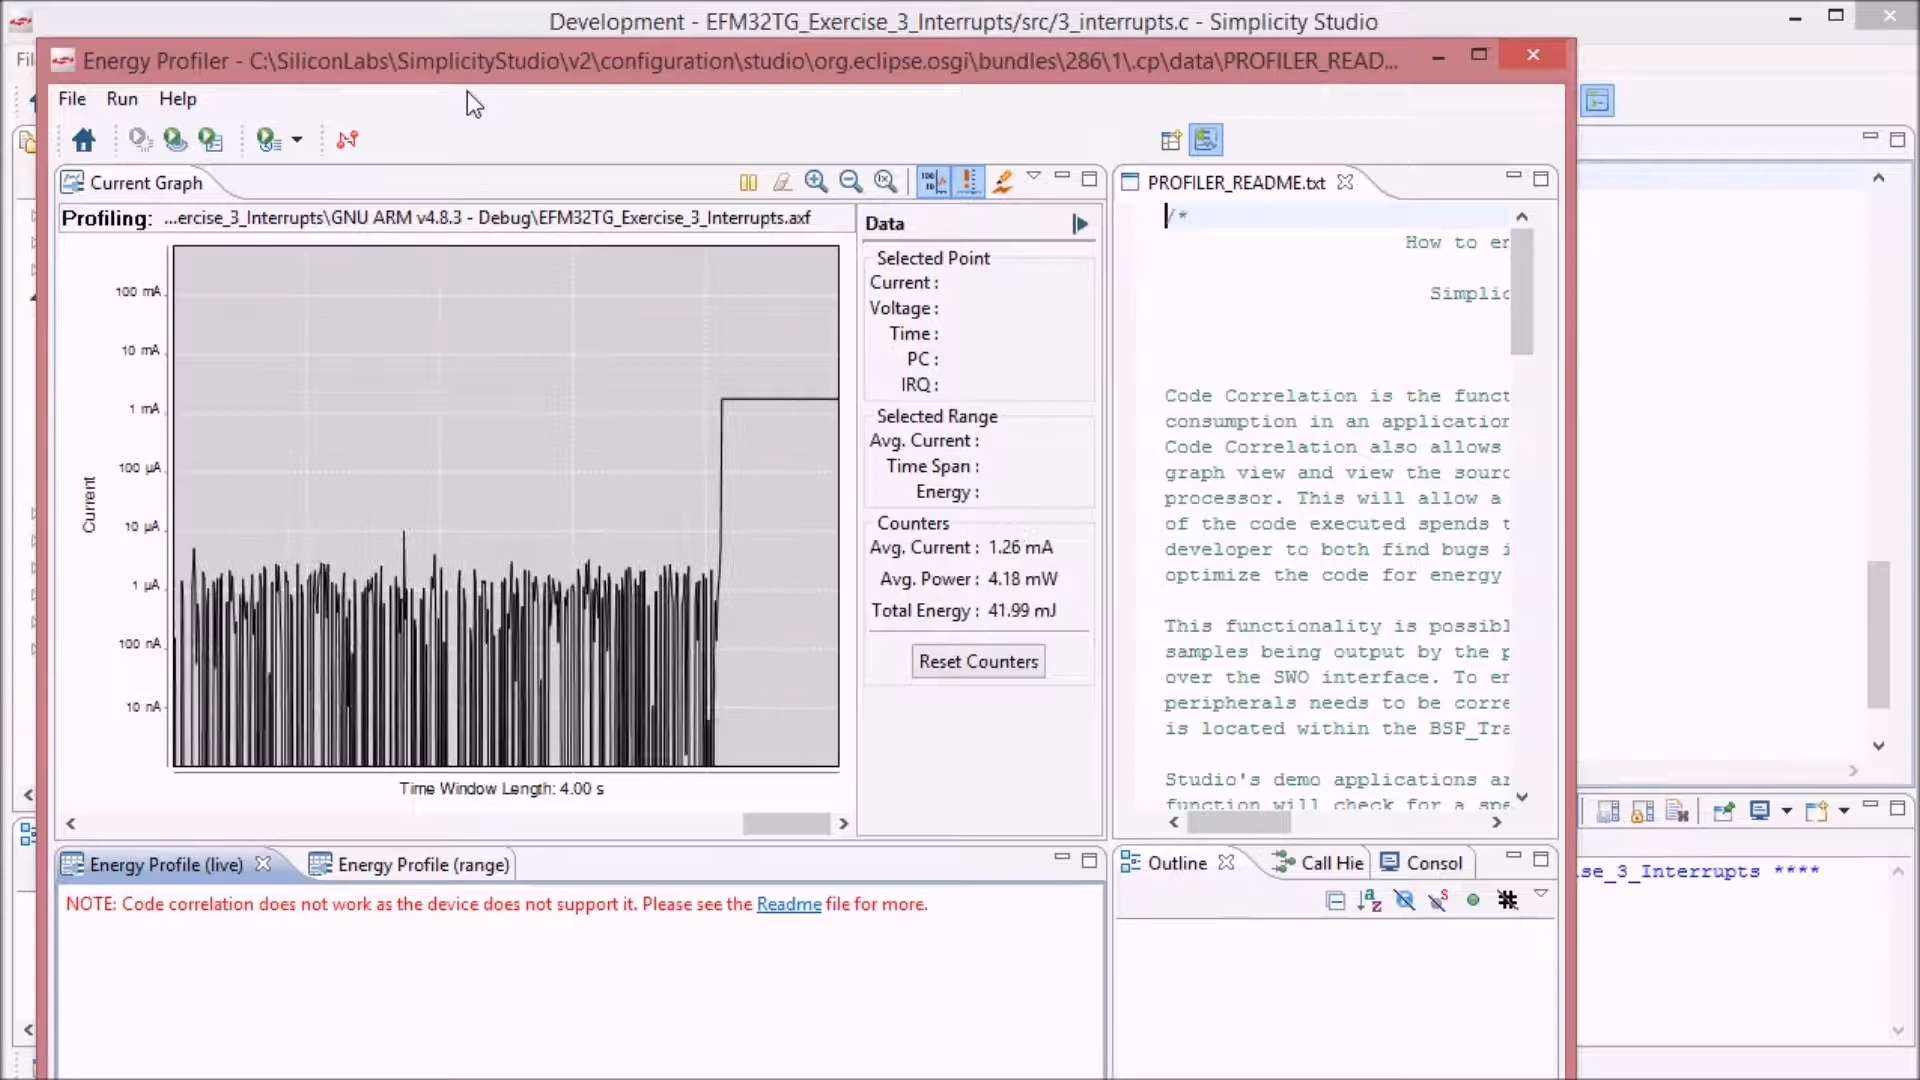 Development - EFM32TG_Exercise_3_Interrupts/src/3_interrupts.c - Simplicity Studio
Energy Profiler - C:\SiliconLabs\SimplicityStudio\v2\configuration\studio\org.eclipse.osgi\bundles\286\1\.cp\data\PROFILER_READ...
File Run Help
Current Graph
PROFILER_README.txt
Profiling: ...ercise_3_Interrupts\GNU ARM v4.8.3 - Debug\EFM32TG_Exercise_3_Interrupts.axf
100 mA
10 mA
1 mA
100 µA
10 µA
1 µA
100 nA
10 nA
Current
Time Window Length: 4.00 s
Data
Selected Point
Current :
Voltage :
Time :
PC :
IRQ :
Selected Range
Avg. Current :
Time Span :
Energy :
Counters
Avg. Current : 1.26 mA
Avg. Power : 4.18 mW
Total Energy : 41.99 mJ
Reset Counters
/*
How to er
Simplic
Code Correlation is the funct
consumption in an application
Code Correlation also allows
graph view and view the sourc
processor. This will allow a
of the code executed spends t
developer to both find bugs i
optimize the code for energy
This functionality is possibl
samples being output by the p
over the SWO interface. To er
peripherals needs to be corre
is located within the BSP_Tra
Studio's demo applications ar
function will check for a spe
Energy Profile (live) Energy Profile (range)
NOTE: Code correlation does not work as the device does not support it. Please see the Readme file for more.
Outline Call Hie Consol
se_3_Interrupts ****